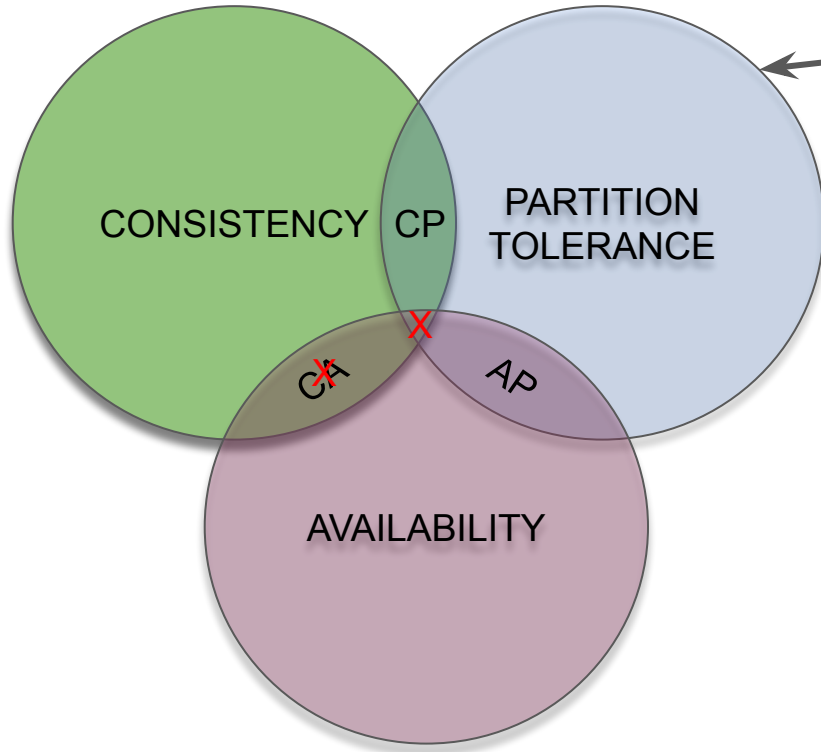 CONSISTENCY
CP
PARTITION
TOLERANCE
X
CA
X
AP
AVAILABILITY